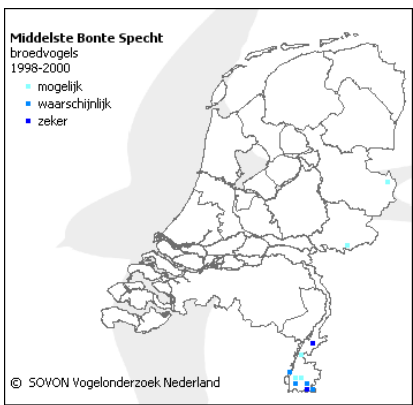 Middelste Bonte Specht
broedvogels
1998-2000
mogelijk
waarschijnlijk
zeker
© SOVON Vogelonderzoek Nederland